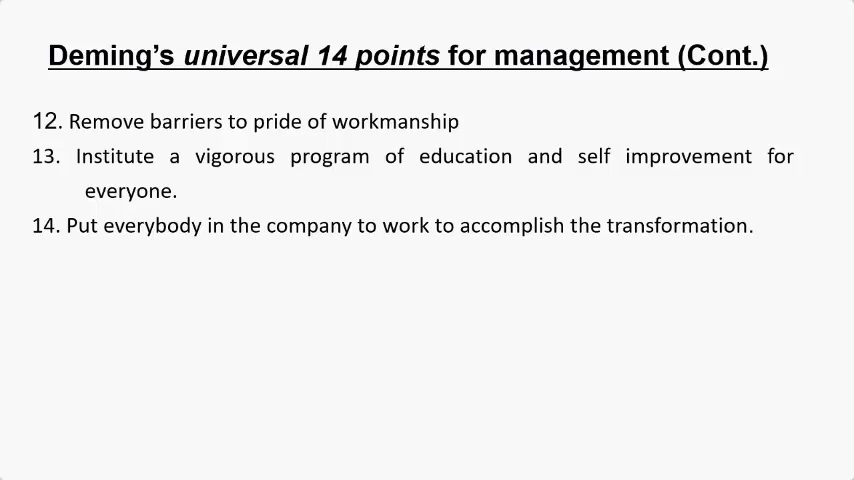 Deming’s universal 14 points for management (Cont.)
12. Remove barriers to pride of workmanship
13. Institute a vigorous program of education and self improvement for
everyone.
14. Put everybody in the company to work to accomplish the transformation.